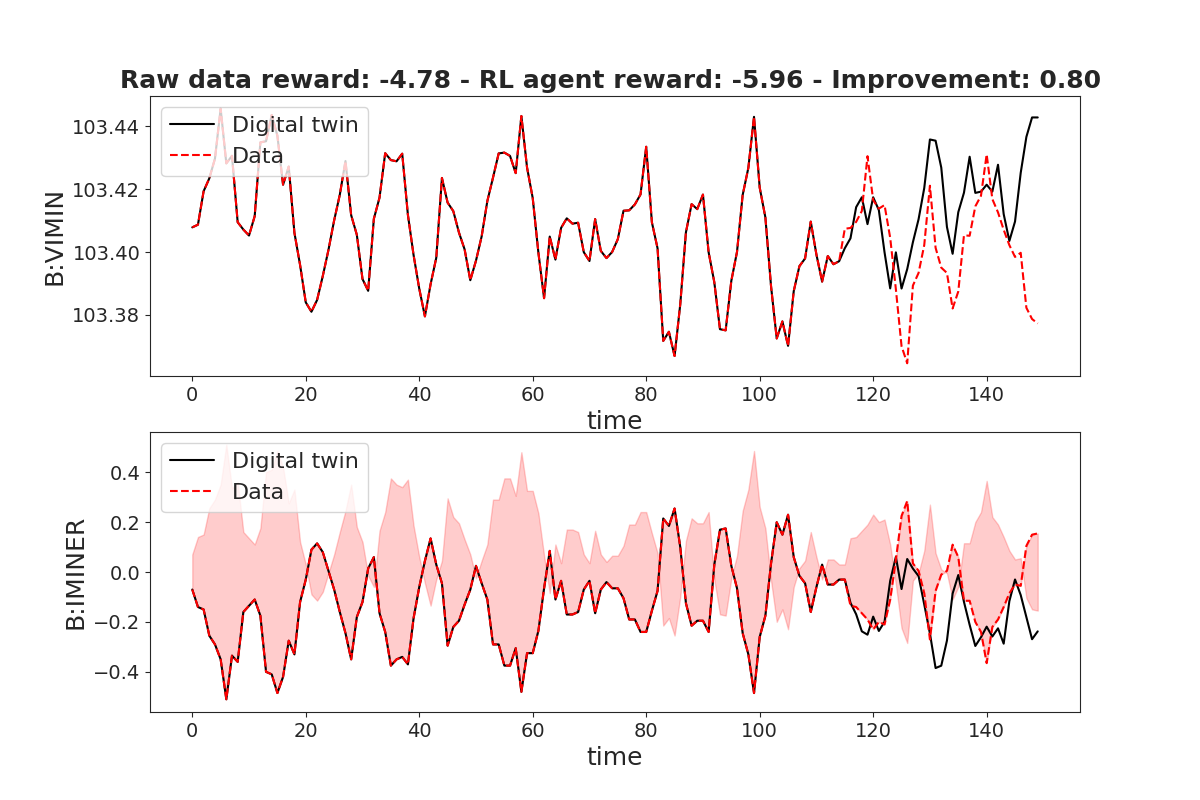 Raw data reward: -4.78 - RL agent reward: -5.96 - Improvement: 0.80
B:VIMIN
103.44
103.42
103.40
103.38
Digital twin
Data
0 20 40 60 80 100 120 140
time
B:IMINER
0.4
0.2
0.0
−0.2
−0.4
Digital twin
Data
0 20 40 60 80 100 120 140
time